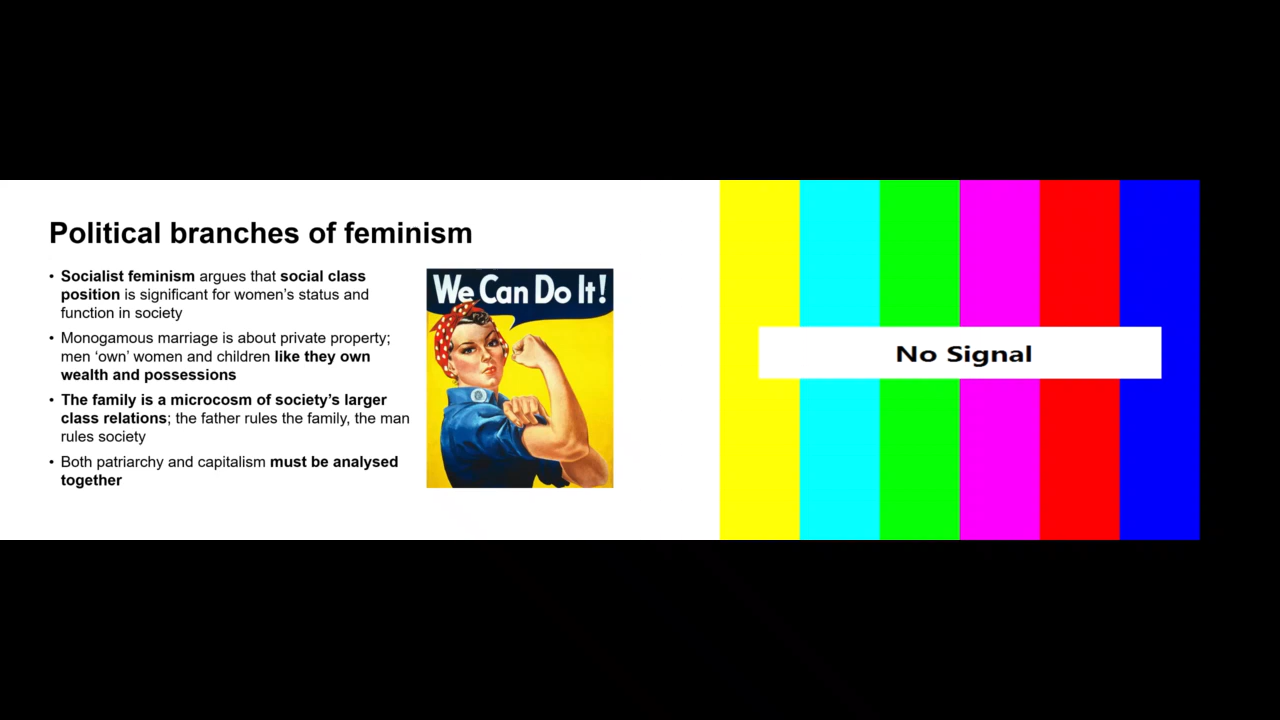 Political branches of feminism
• Socialist feminism argues that social class
position is significant for women’s status and
function in society
• Monogamous marriage is about private property;
men ‘own’ women and children like they own
wealth and possessions
• The family is a microcosm of society’s larger
class relations; the father rules the family, the man
rules society
• Both patriarchy and capitalism must be analysed
together
We Can Do It!
No Signal